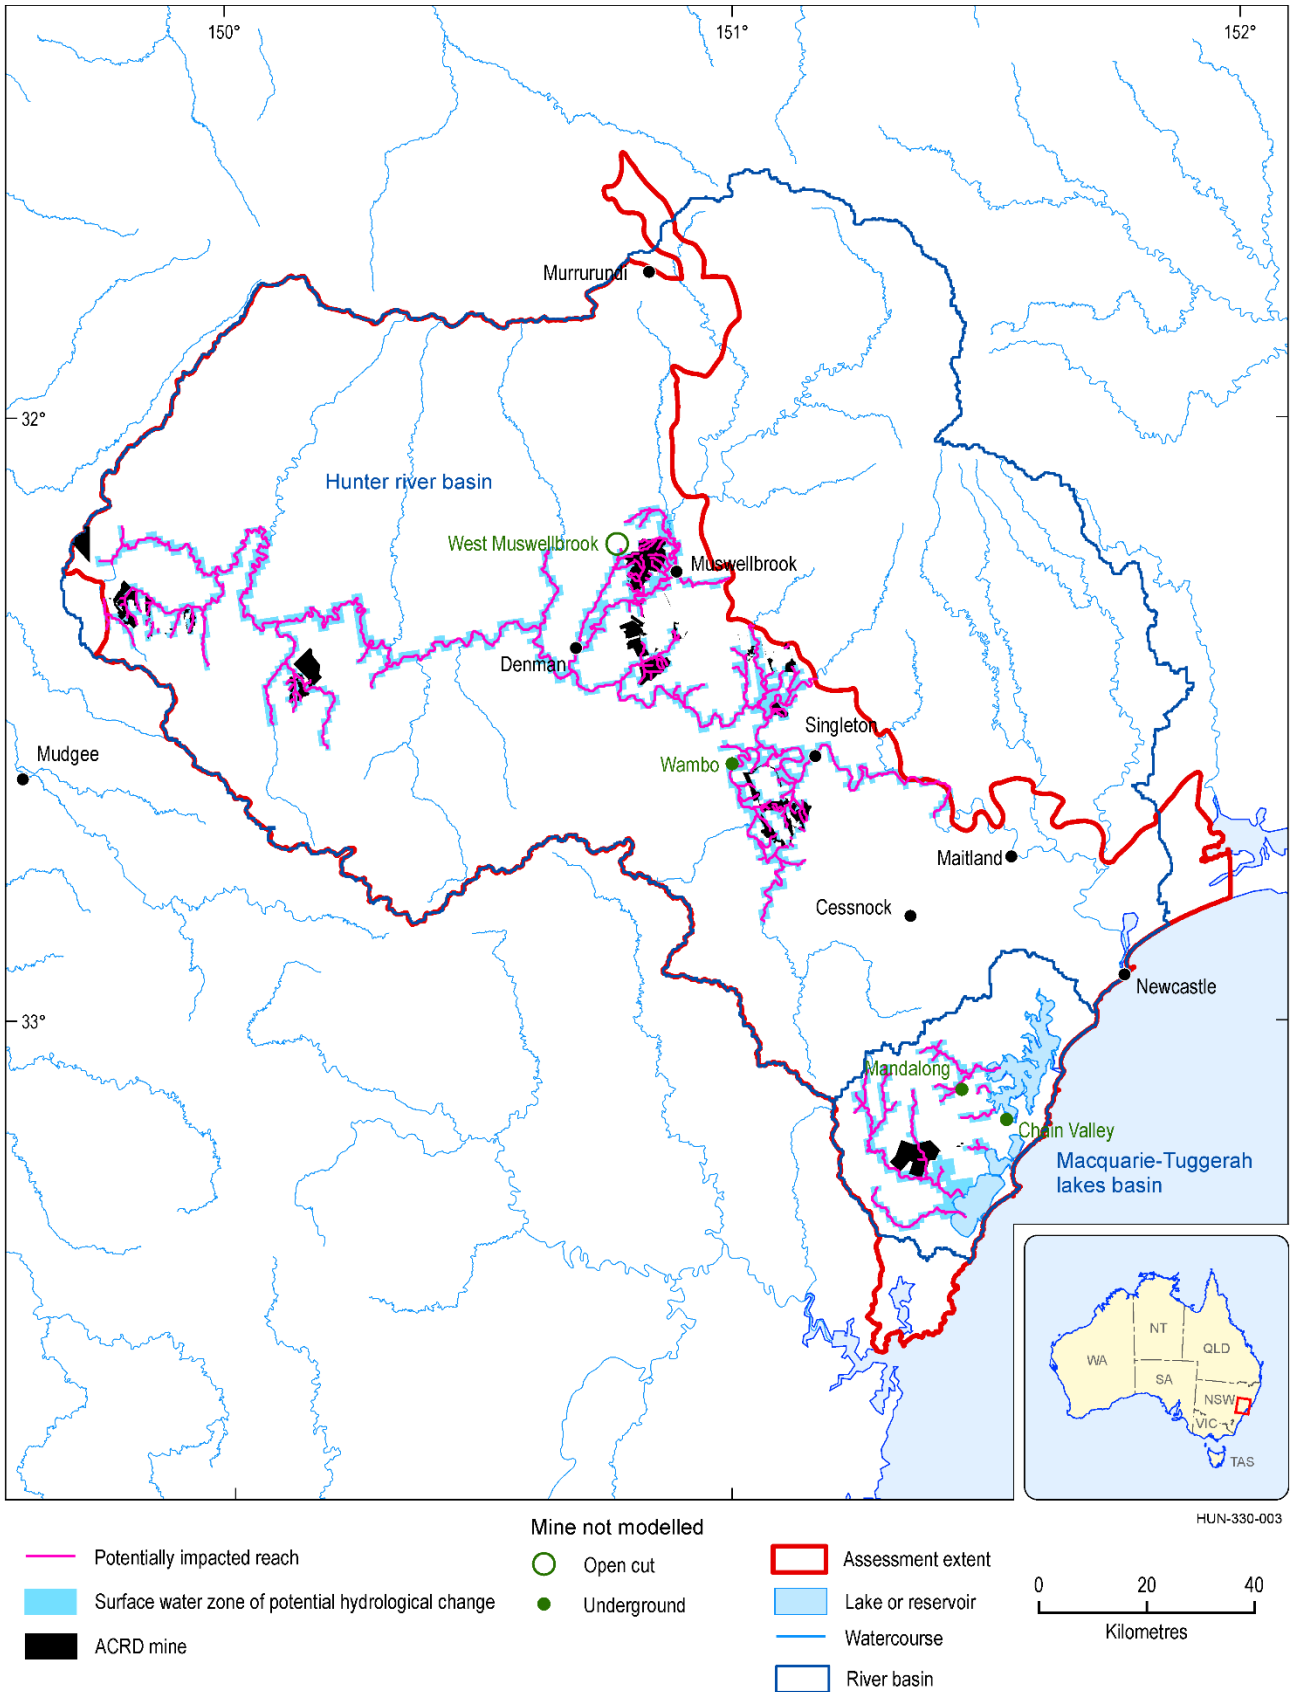 150°
151°
152°
Murrurundi
32°
Hunter river basin
West Muswellbrook
Muswellbrook
Denman
Singleton
Mudgee
Wambo
Maitland
Cessnock
Newcastle
33°
Mandalong
Chain Valley
Macquarie-Tuggerah
lakes basin
NT
QLD
WA
SA
NSW
VIC
TAS
HUN-330-003
Mine not modelled
Potentially impacted reach
Open cut
Assessment extent
Surface water zone of potential hydrological change
Underground
Lake or reservoir
0 20 40
Kilometres
ACRD mine
Watercourse
River basin